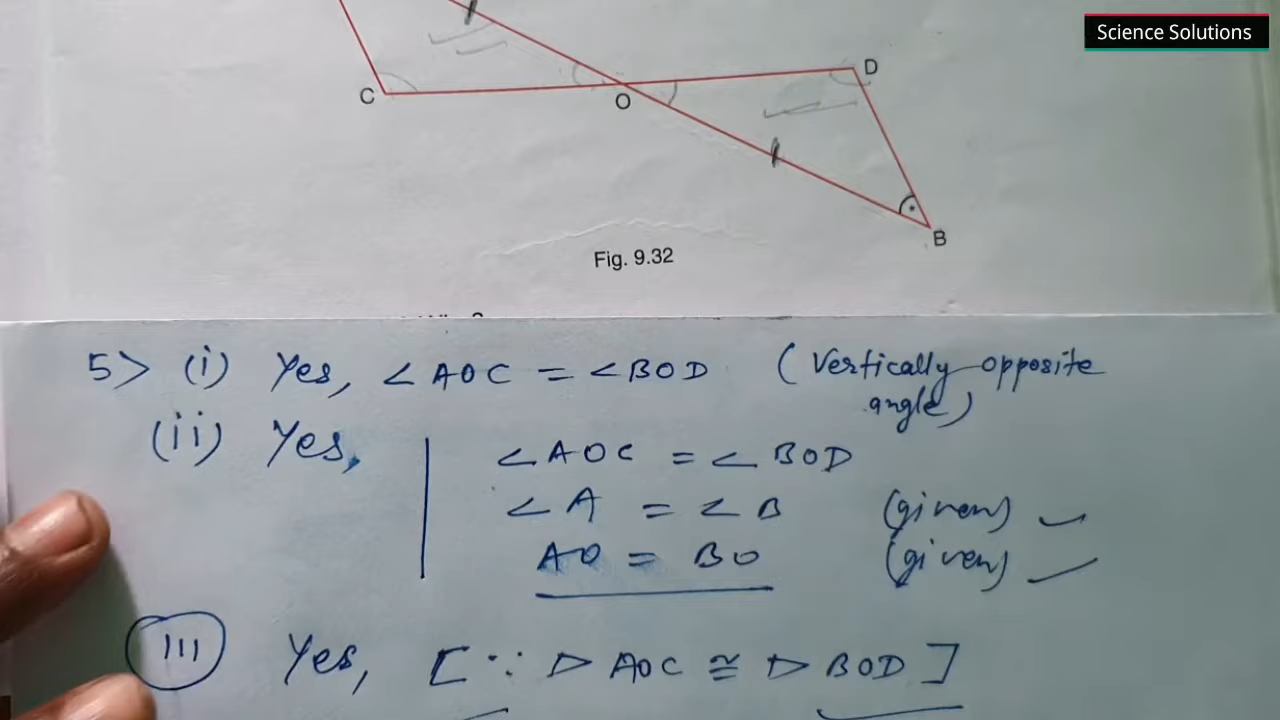 Science Solutions
D
C
O
B
Fig. 9.32
5> (i) Yes, ∠AOC = ∠BOD (Vertically opposite
angle)
(ii) Yes, ∠AOC = ∠BOD
∠A = ∠B (given)
AO = BO (given)
III Yes, [∵ ▷ AOC ≅ ▷ BOD]